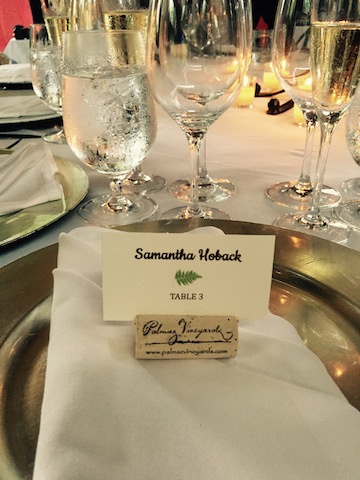 Samantha Hoback
TABLE 3
Palmaz Vineyards
www.palmazvineyards.com